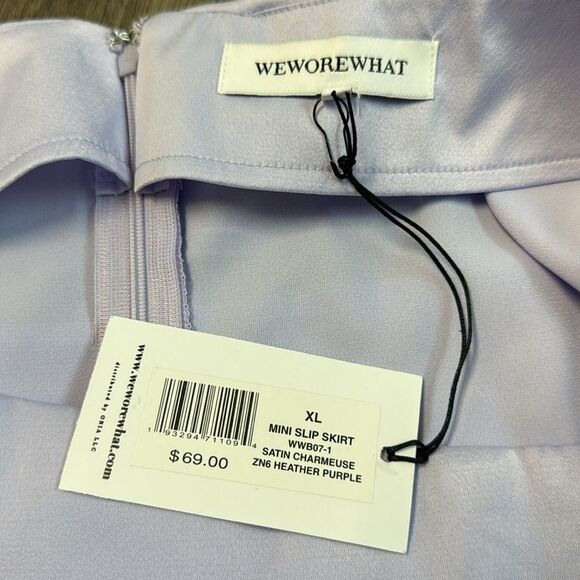 WEWOREWHAT
www.weworewhat.com
distributed by ONIA LLC
1 93294 71109 4
$69.00
XL
MINI SLIP SKIRT
WWB07-1
SATIN CHARMEUSE
ZN6 HEATHER PURPLE